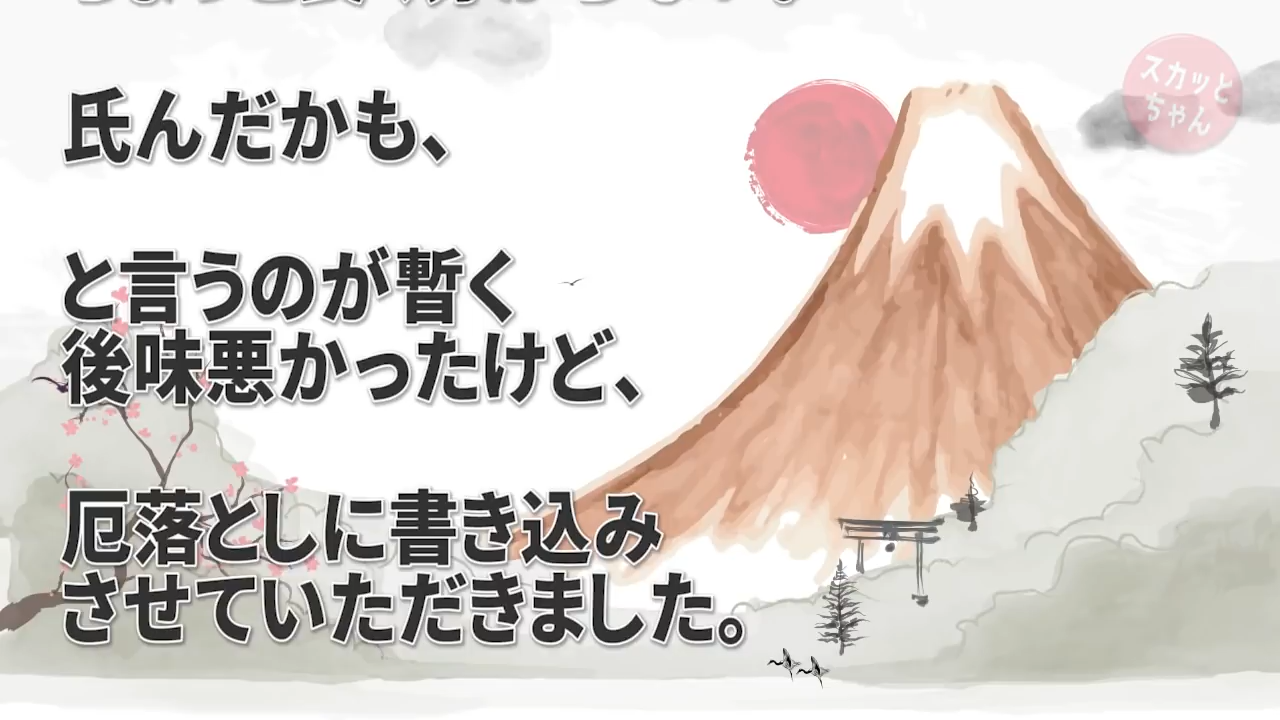 氏んだかも、
と言うのが暫く
後味悪かったけど、
厄落としに書き込み
させていただきました。
スカッと
ちゃん